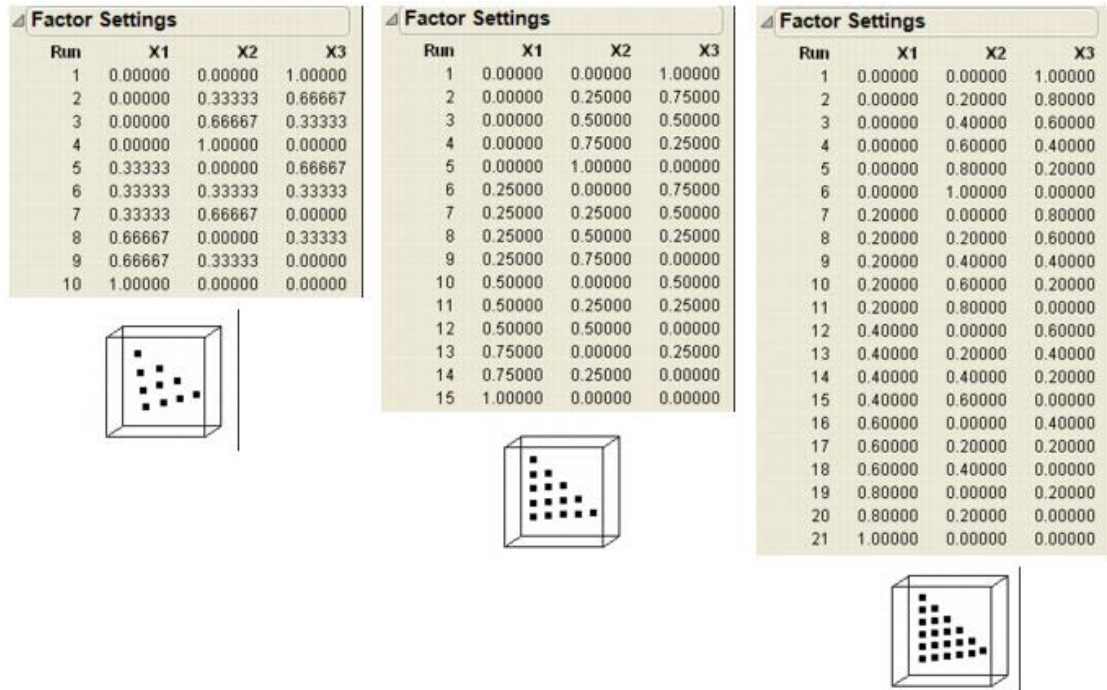 Factor Settings
Run X1 X2 X3
1 0.00000 0.00000 1.00000
2 0.00000 0.33333 0.66667
3 0.00000 0.66667 0.33333
4 0.00000 1.00000 0.00000
5 0.33333 0.00000 0.66667
6 0.33333 0.33333 0.33333
7 0.33333 0.66667 0.00000
8 0.66667 0.00000 0.33333
9 0.66667 0.33333 0.00000
10 1.00000 0.00000 0.00000
Factor Settings
Run X1 X2 X3
1 0.00000 0.00000 1.00000
2 0.00000 0.25000 0.75000
3 0.00000 0.50000 0.50000
4 0.00000 0.75000 0.25000
5 0.00000 1.00000 0.00000
6 0.25000 0.00000 0.75000
7 0.25000 0.25000 0.50000
8 0.25000 0.50000 0.25000
9 0.25000 0.75000 0.00000
10 0.50000 0.00000 0.50000
11 0.50000 0.25000 0.25000
12 0.50000 0.50000 0.00000
13 0.75000 0.00000 0.25000
14 0.75000 0.25000 0.00000
15 1.00000 0.00000 0.00000
Factor Settings
Run X1 X2 X3
1 0.00000 0.00000 1.00000
2 0.00000 0.20000 0.80000
3 0.00000 0.40000 0.60000
4 0.00000 0.60000 0.40000
5 0.00000 0.80000 0.20000
6 0.00000 1.00000 0.00000
7 0.20000 0.00000 0.80000
8 0.20000 0.20000 0.60000
9 0.20000 0.40000 0.40000
10 0.20000 0.60000 0.20000
11 0.20000 0.80000 0.00000
12 0.40000 0.00000 0.60000
13 0.40000 0.20000 0.40000
14 0.40000 0.40000 0.20000
15 0.40000 0.60000 0.00000
16 0.60000 0.00000 0.40000
17 0.60000 0.20000 0.20000
18 0.60000 0.40000 0.00000
19 0.80000 0.00000 0.20000
20 0.80000 0.20000 0.00000
21 1.00000 0.00000 0.00000